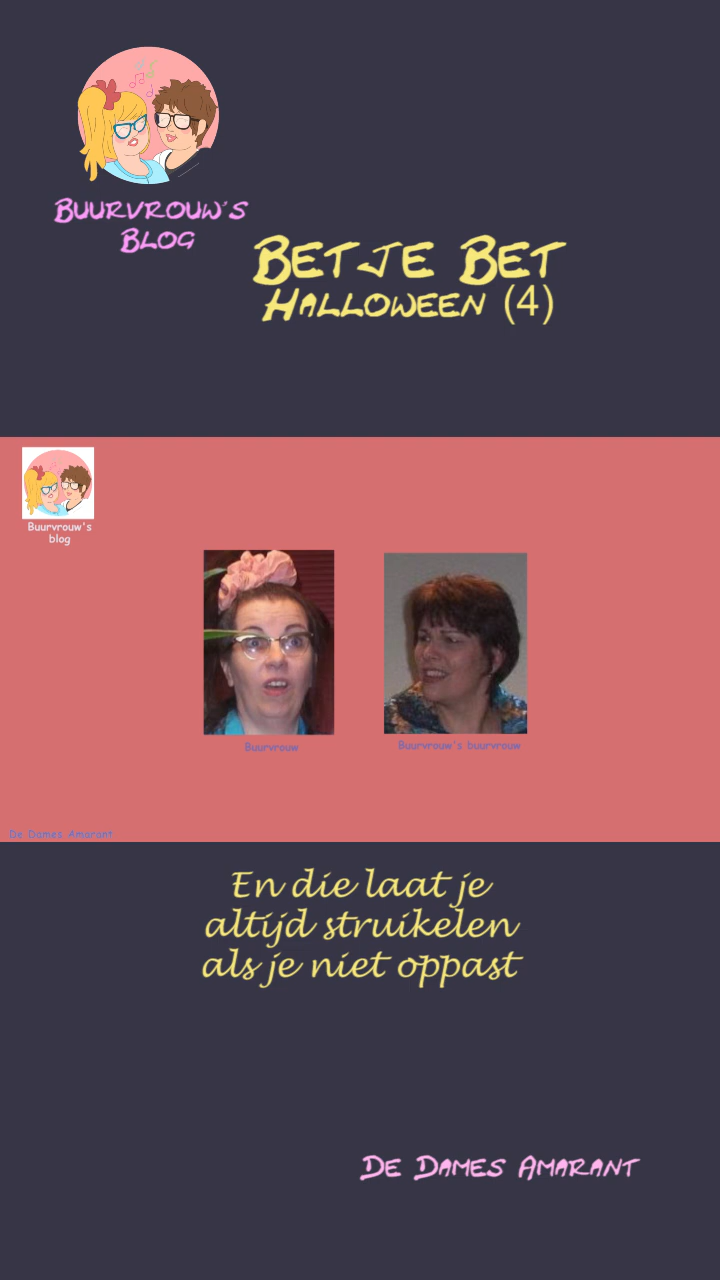 Buurvrouw's
Blog
Betje Bet
Halloween (4)
Buurvrouw's
blog
Buurvrouw
Buurvrouw's buurvrouw
De Dames Amarant
En die laat je
altijd struikelen
als je niet oppast
De Dames Amarant